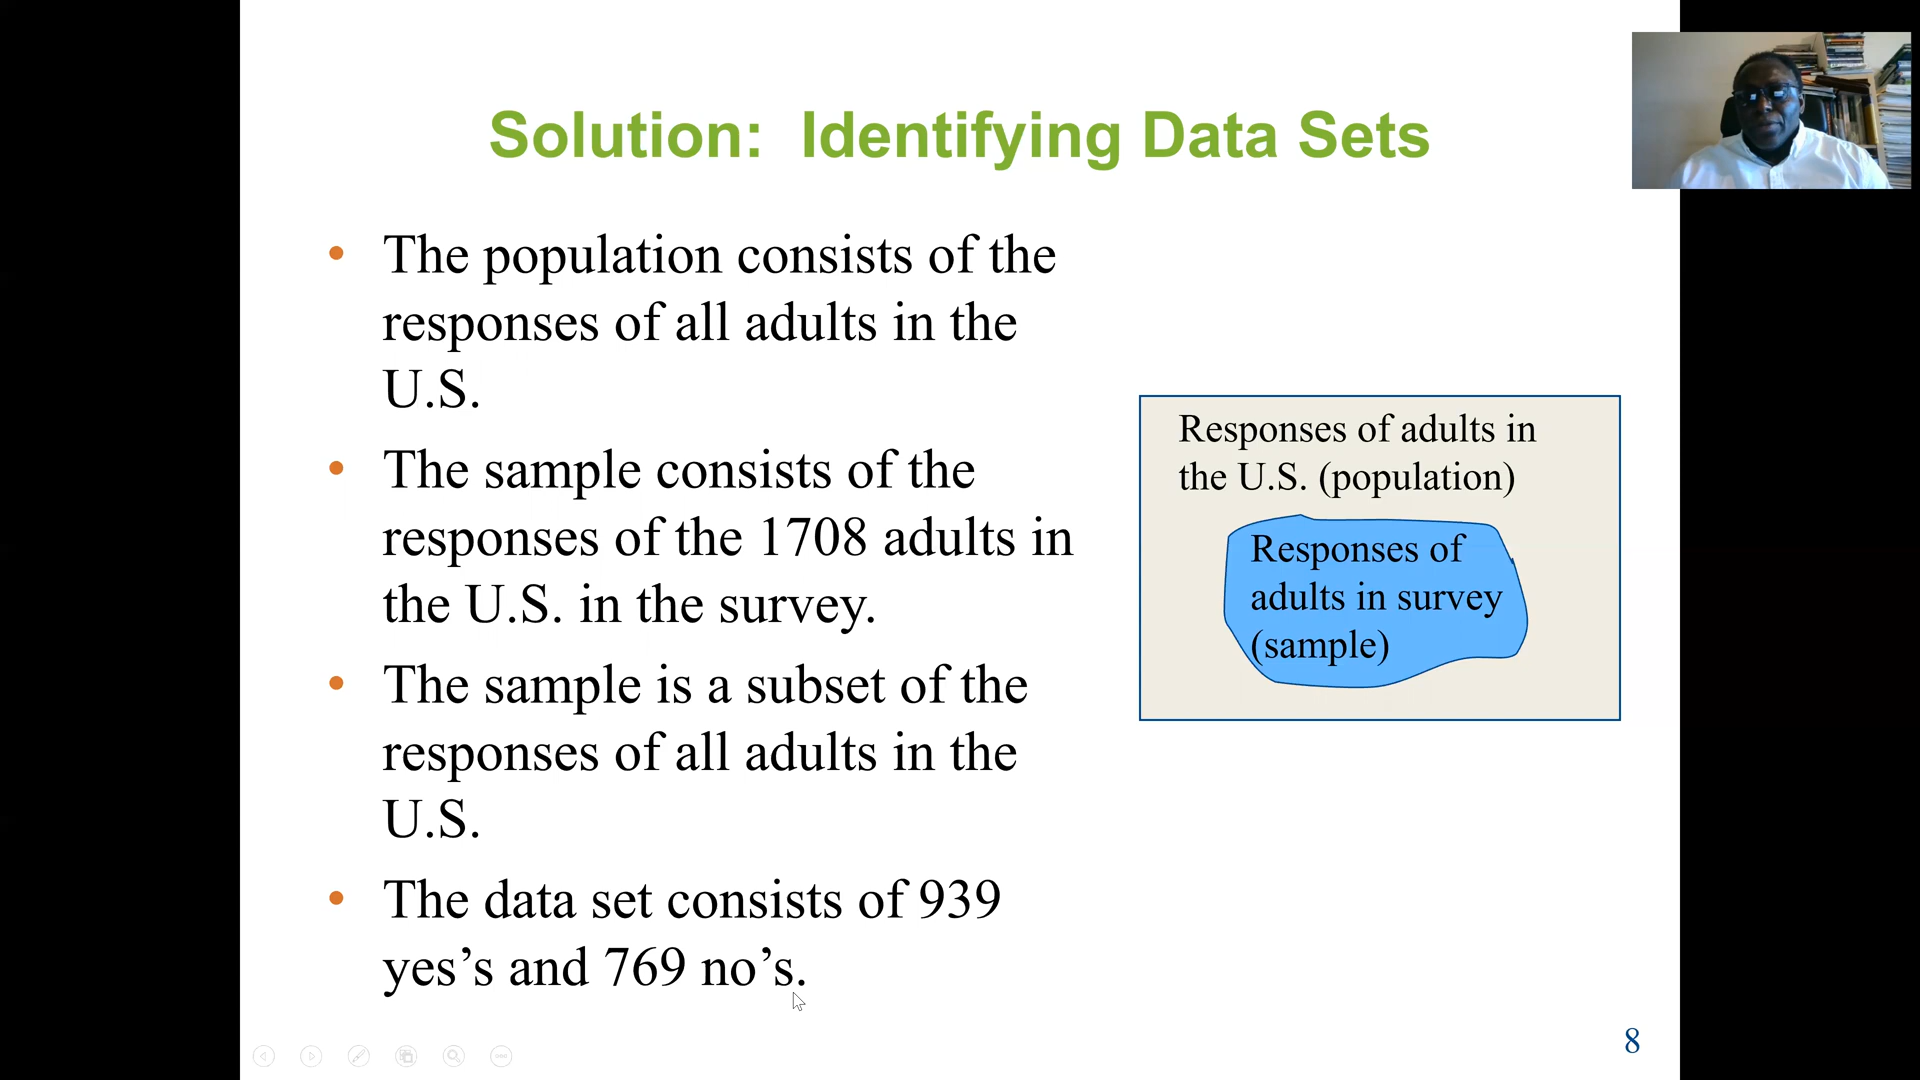 Solution: Identifying Data Sets
• The population consists of the
responses of all adults in the
U.S.
• The sample consists of the
responses of the 1708 adults in
the U.S. in the survey.
• The sample is a subset of the
responses of all adults in the
U.S.
• The data set consists of 939
yes’s and 769 no’s.
Responses of adults in
the U.S. (population)
Responses of
adults in survey
(sample)
8